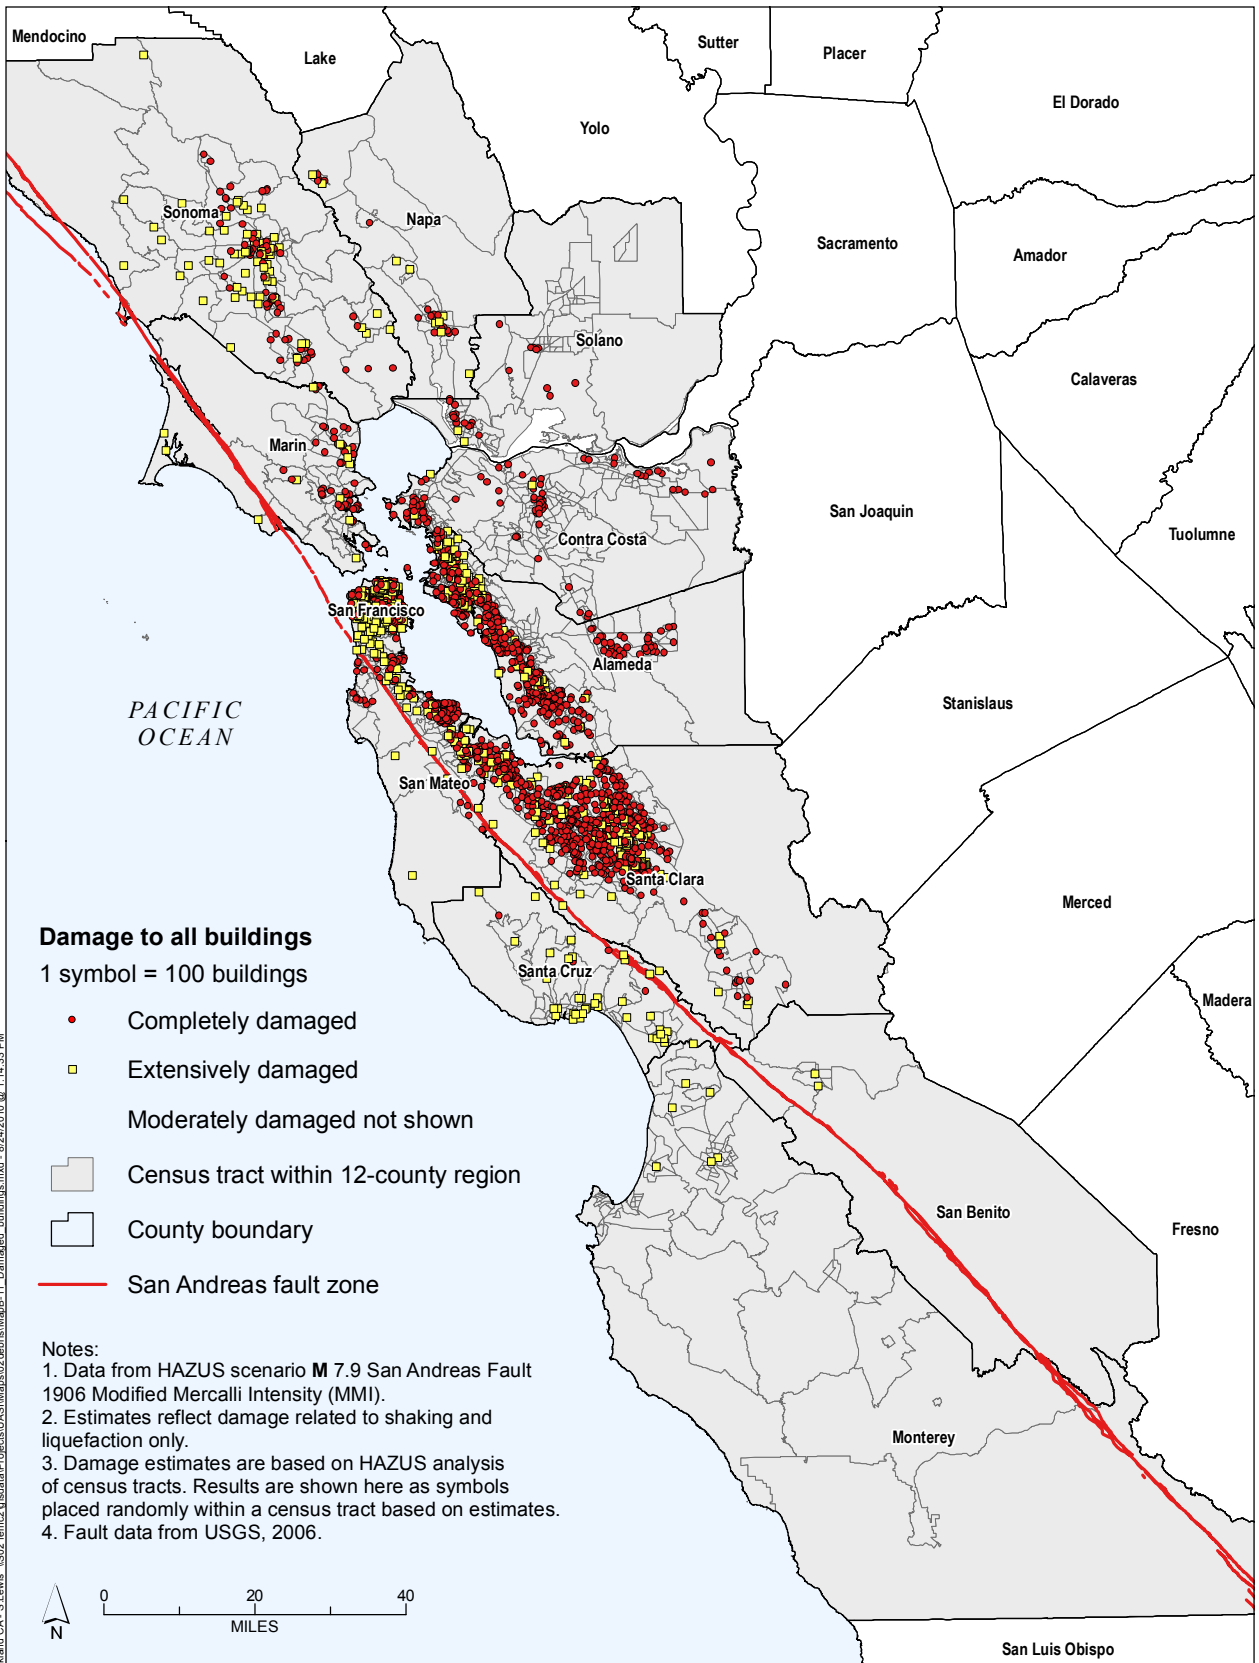 Mendocino
Lake
Sutter
Placer
El Dorado
Yolo
Sonoma
Napa
Sacramento
Amador
Solano
Calaveras
Marin
San Joaquin
Tuolumne
Contra Costa
San Francisco
Alameda
PACIFIC
OCEAN
Stanislaus
San Mateo
Santa Clara
Merced
Santa Cruz
Madera
San Benito
Fresno
Monterey
San Luis Obispo
Damage to all buildings
1 symbol = 100 buildings
Completely damaged
Extensively damaged
Moderately damaged not shown
Census tract within 12-county region
County boundary
San Andreas fault zone
Notes:
1. Data from HAZUS scenario M 7.9 San Andreas Fault
1906 Modified Mercalli Intensity (MMI).
2. Estimates reflect damage related to shaking and
liquefaction only.
3. Damage estimates are based on HAZUS analysis
of census tracts. Results are shown here as symbols
placed randomly within a census tract based on estimates.
4. Fault data from USGS, 2006.
N
0 20 40
MILES